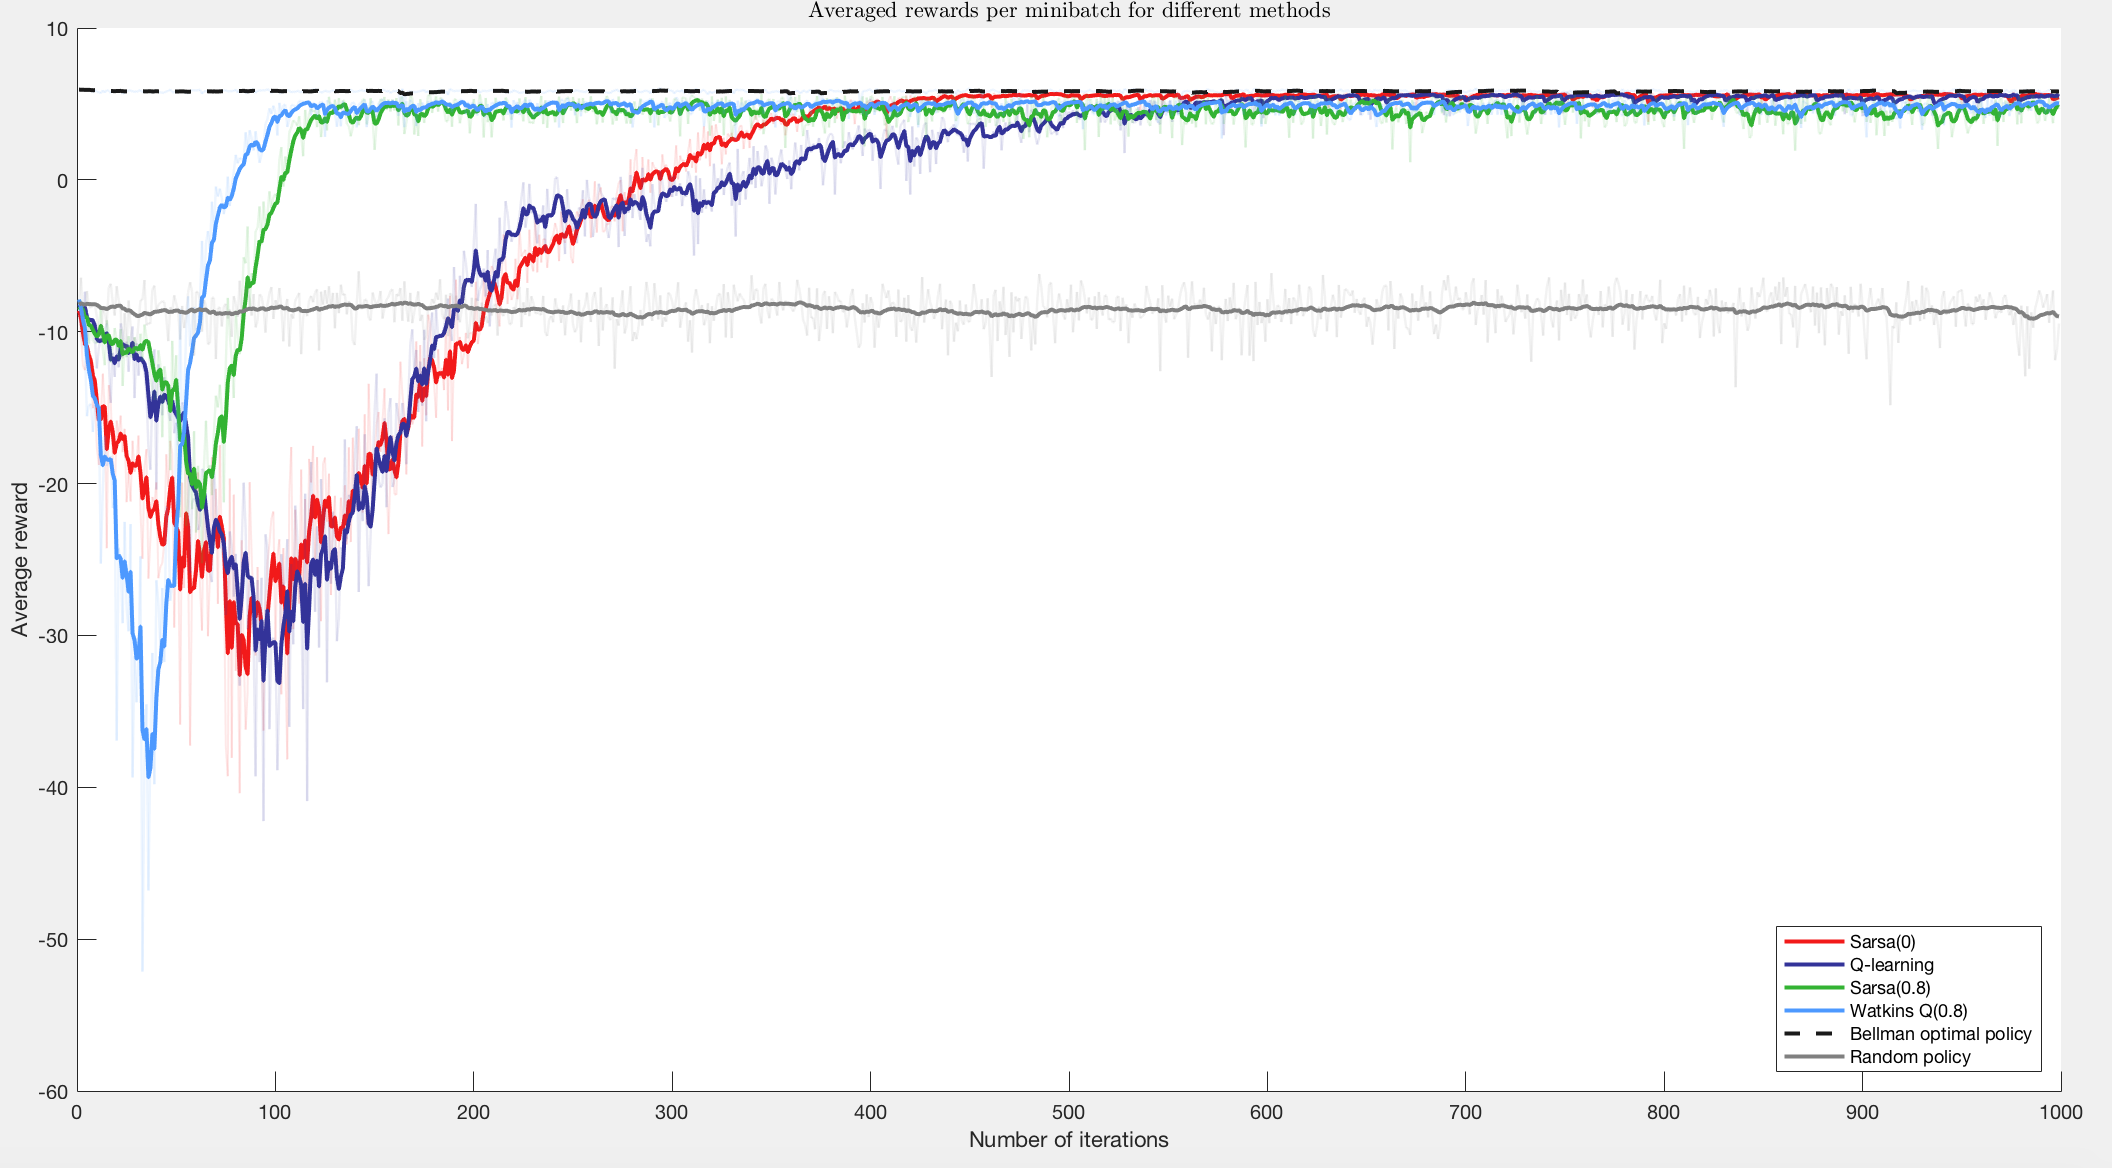 Averaged rewards per minibatch for different methods
10
0
-10
-20
-30
-40
-50
-60
Average reward
0 100 200 300 400 500 600 700 800 900 1000
Number of iterations
Sarsa(0)
Q-learning
Sarsa(0.8)
Watkins Q(0.8)
Bellman optimal policy
Random policy